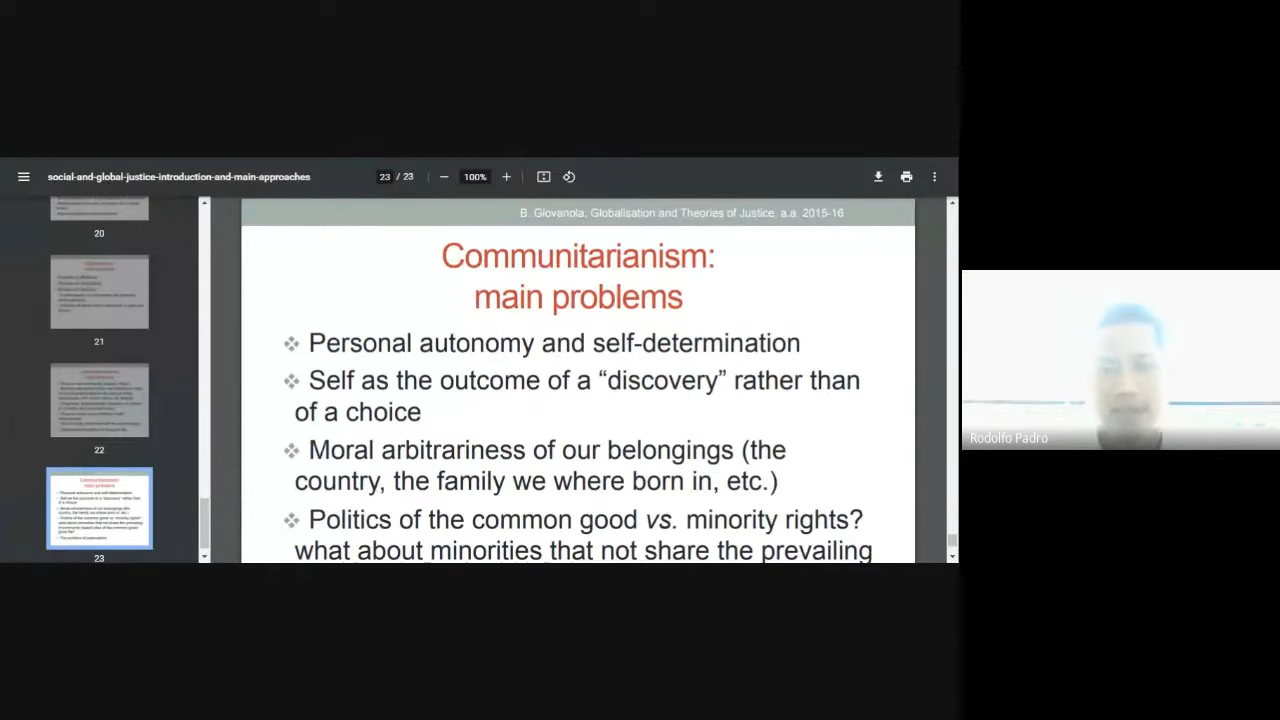 social-and-global-justice-introduction-and-main-approaches
23 / 23
100%
20
21
22
23
B. Giovanola, Globalisation and Theories of Justice, a.a. 2015-16
Communitarianism:
main problems
Personal autonomy and self-determination
Self as the outcome of a “discovery” rather than
of a choice
Moral arbitrariness of our belongings (the
country, the family we where born in, etc.)
Politics of the common good vs. minority rights?
what about minorities that not share the prevailing
Rodolfo Padro